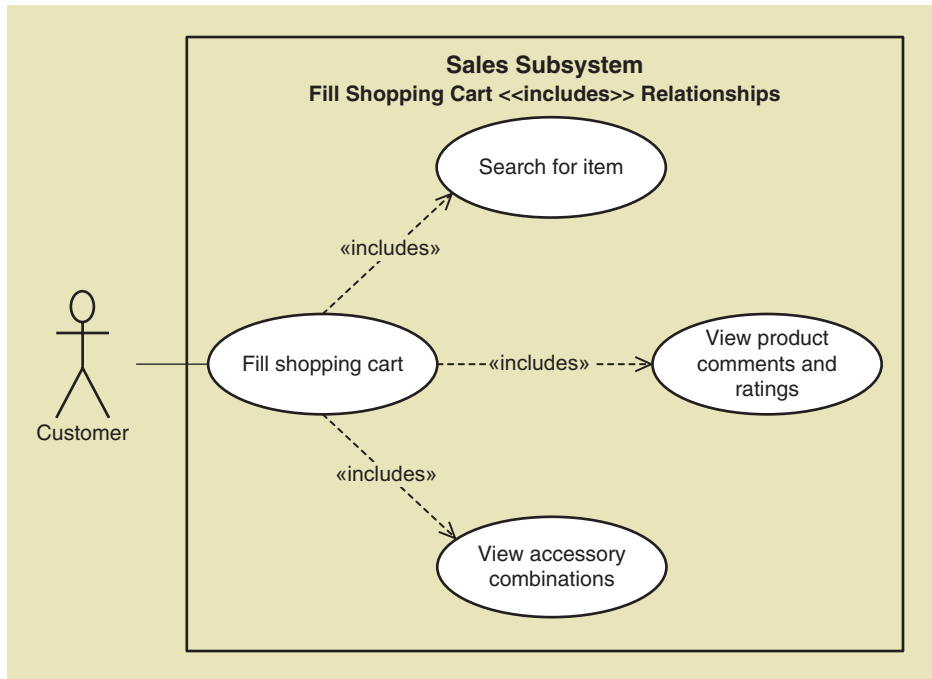 Sales Subsystem
Fill Shopping Cart <<includes>> Relationships
Search for item
«includes»
Customer
Fill shopping cart
«includes»
View product
comments and
ratings
«includes»
View accessory
combinations